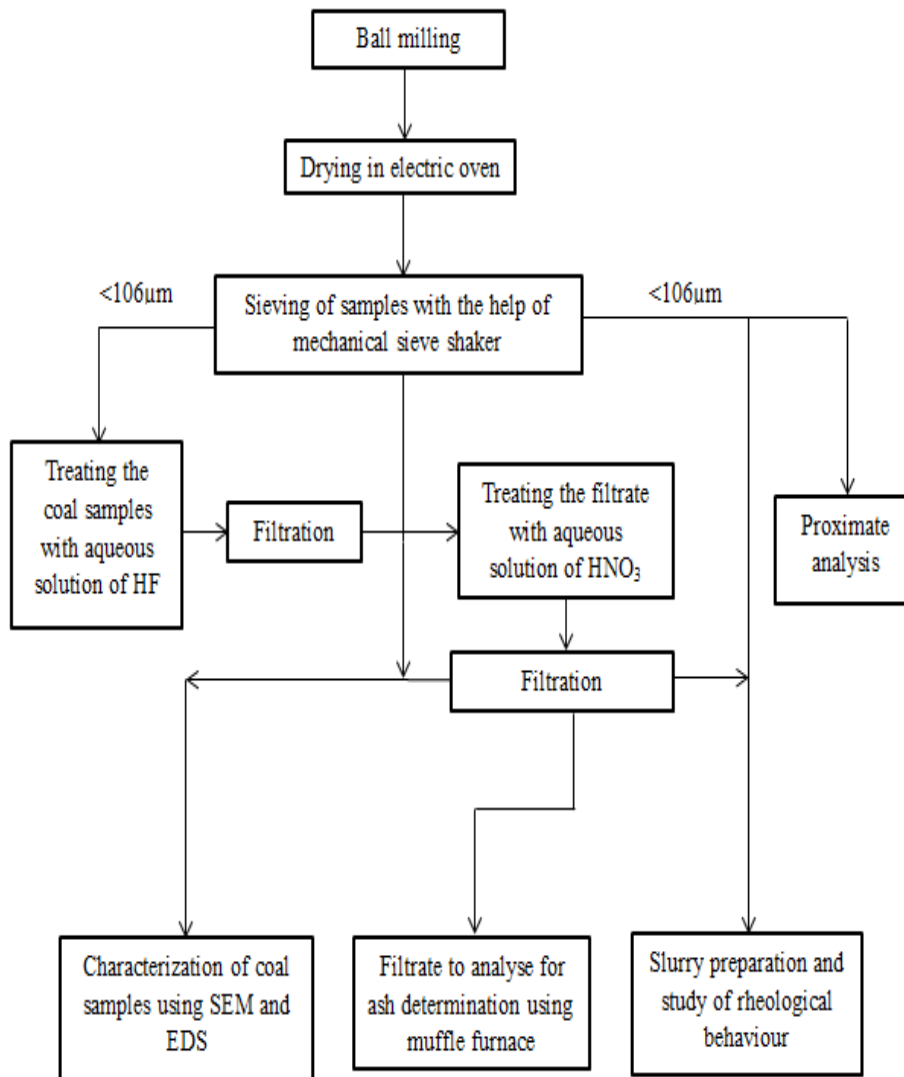 Ball milling
Drying in electric oven
<106µm
<106µm
Sieving of samples with the help of
mechanical sieve shaker
Treating the
coal samples
with aqueous
solution of HF
Filtration
Treating the filtrate
with aqueous
solution of HNO₃
Proximate
analysis
Filtration
Characterization of coal
samples using SEM and
EDS
Filtrate to analyse for
ash determination using
muffle furnace
Slurry preparation and
study of rheological
behaviour